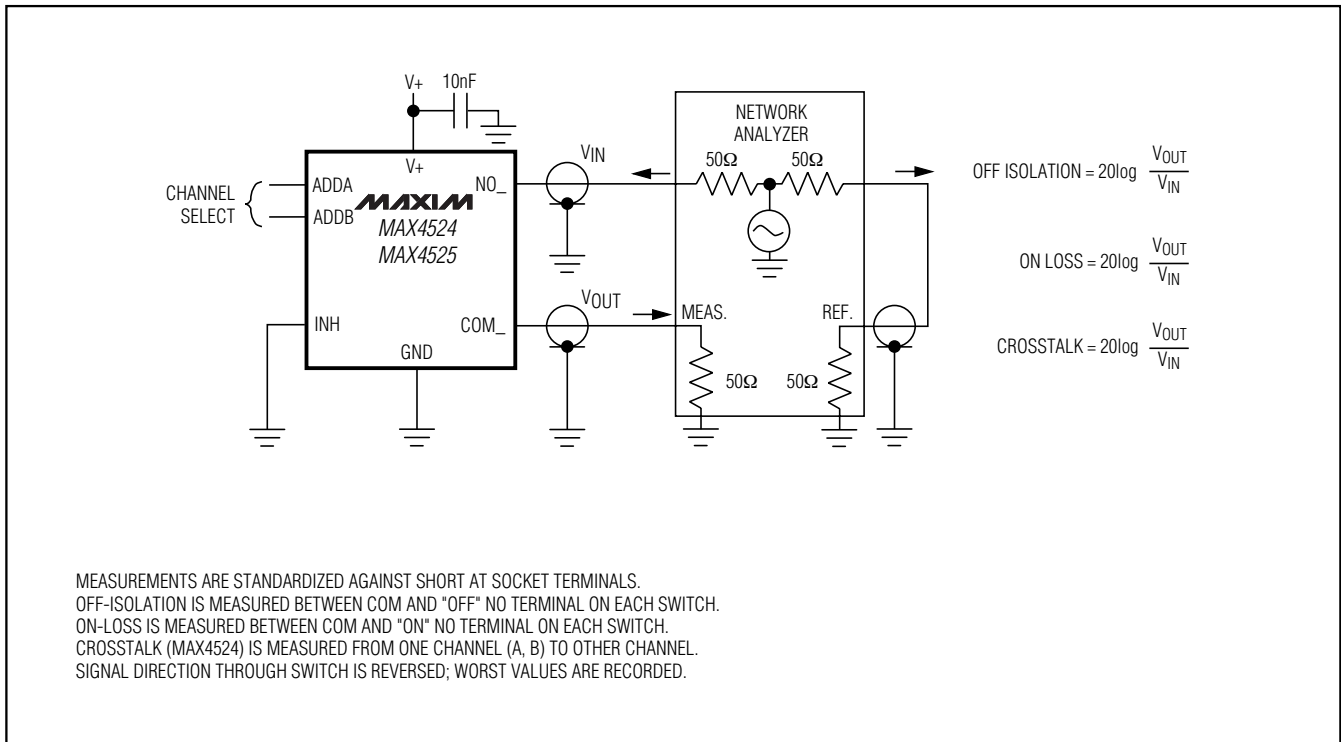 V+ 10nF
V+
CHANNEL
SELECT
ADDA
ADDB
INH
NO_
MAXIM
MAX4524
MAX4525
COM_
GND
VIN
VOUT
NETWORK
ANALYZER
50Ω 50Ω
MEAS. REF.
50Ω 50Ω
OFF ISOLATION = 20log VOUT
VIN
ON LOSS = 20log VOUT
VIN
CROSSTALK = 20log VOUT
VIN
MEASUREMENTS ARE STANDARDIZED AGAINST SHORT AT SOCKET TERMINALS.
OFF-ISOLATION IS MEASURED BETWEEN COM AND "OFF" NO TERMINAL ON EACH SWITCH.
ON-LOSS IS MEASURED BETWEEN COM AND "ON" NO TERMINAL ON EACH SWITCH.
CROSSTALK (MAX4524) IS MEASURED FROM ONE CHANNEL (A, B) TO OTHER CHANNEL.
SIGNAL DIRECTION THROUGH SWITCH IS REVERSED; WORST VALUES ARE RECORDED.